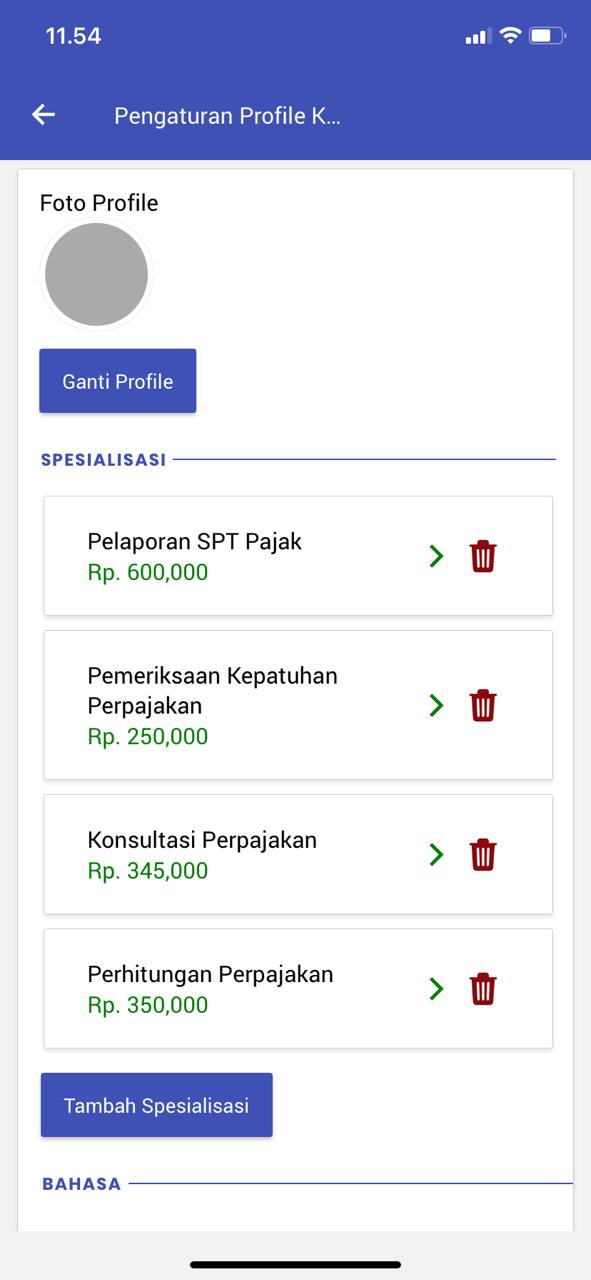 11.54
Pengaturan Profile K...
Foto Profile
Ganti Profile
SPESIALISASI
Pelaporan SPT Pajak
Rp. 600,000
Pemeriksaan Kepatuhan
Perpajakan
Rp. 250,000
Konsultasi Perpajakan
Rp. 345,000
Perhitungan Perpajakan
Rp. 350,000
Tambah Spesialisasi
BAHASA